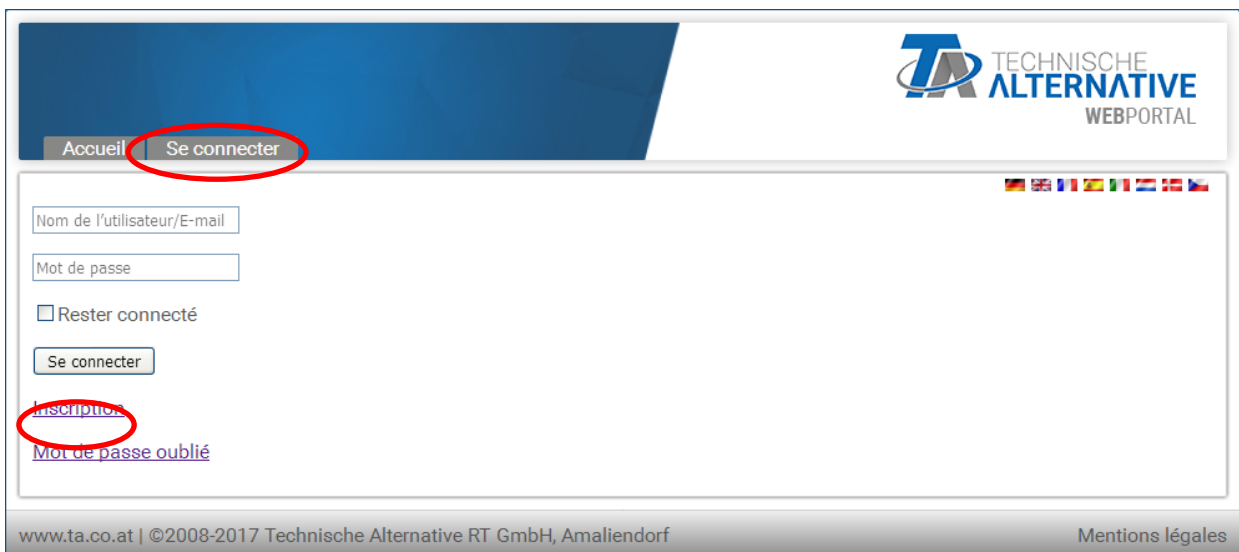 TECHNISCHE
ALTERNATIVE
WEBPORTAL
Accueil
Se connecter
Nom de l'utilisateur/E-mail
Mot de passe
Rester connecté
Se connecter
Inscription
Mot de passe oublié
www.ta.co.at | ©2008-2017 Technische Alternative RT GmbH, Amaliendorf
Mentions légales